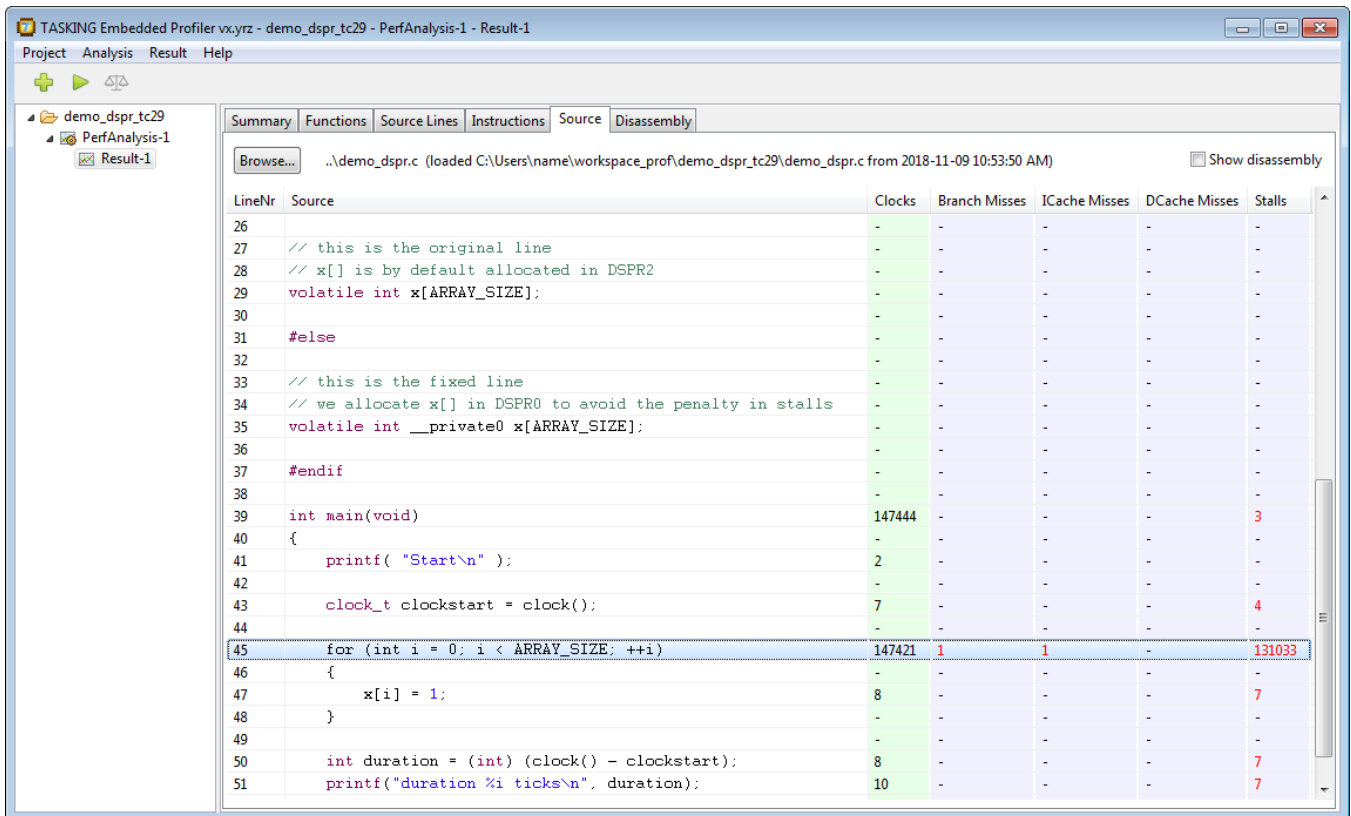 TASKING Embedded Profiler vx.yrz - demo_dspr_tc29 - PerfAnalysis-1 - Result-1
Project Analysis Result Help
demo_dspr_tc29
PerfAnalysis-1
Result-1
Summary Functions Source Lines Instructions Source Disassembly
Browse... ..\demo_dspr.c (loaded C:\Users\name\workspace_prof\demo_dspr_tc29\demo_dspr.c from 2018-11-09 10:53:50 AM) Show disassembly
LineNr Source Clocks Branch Misses ICache Misses DCache Misses Stalls
26 - - - - -
27 // this is the original line - - - - -
28 // x[] is by default allocated in DSPR2 - - - - -
29 volatile int x[ARRAY_SIZE]; - - - - -
30 - - - - -
31 #else - - - - -
32 - - - - -
33 // this is the fixed line - - - - -
34 // we allocate x[] in DSPR0 to avoid the penalty in stalls - - - - -
35 volatile int __private0 x[ARRAY_SIZE]; - - - - -
36 - - - - -
37 #endif - - - - -
38 - - - - -
39 int main(void) 147444 - - - 3
40 { - - - - -
41 printf( "Start\n" ); 2 - - - -
42 - - - - -
43 clock_t clockstart = clock(); 7 - - - 4
44 - - - - -
45 for (int i = 0; i < ARRAY_SIZE; ++i) 147421 1 1 - 131033
46 { - - - - -
47 x[i] = 1; 8 - - - 7
48 } - - - - -
49 - - - - -
50 int duration = (int) (clock() - clockstart); 8 - - - 7
51 printf("duration %i ticks\n", duration); 10 - - - 7